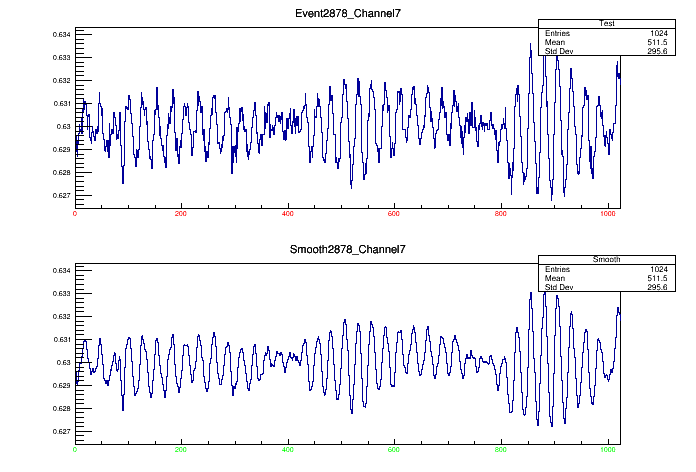 Event2878_Channel7
Test
Entries 1024
Mean 511.5
Std Dev 295.6
0.634
0.633
0.632
0.631
0.63
0.629
0.628
0.627
0 200 400 600 800 1000
Smooth2878_Channel7
Smooth
Entries 1024
Mean 511.5
Std Dev 295.6
0.634
0.633
0.632
0.631
0.63
0.629
0.628
0.627
0 200 400 600 800 1000